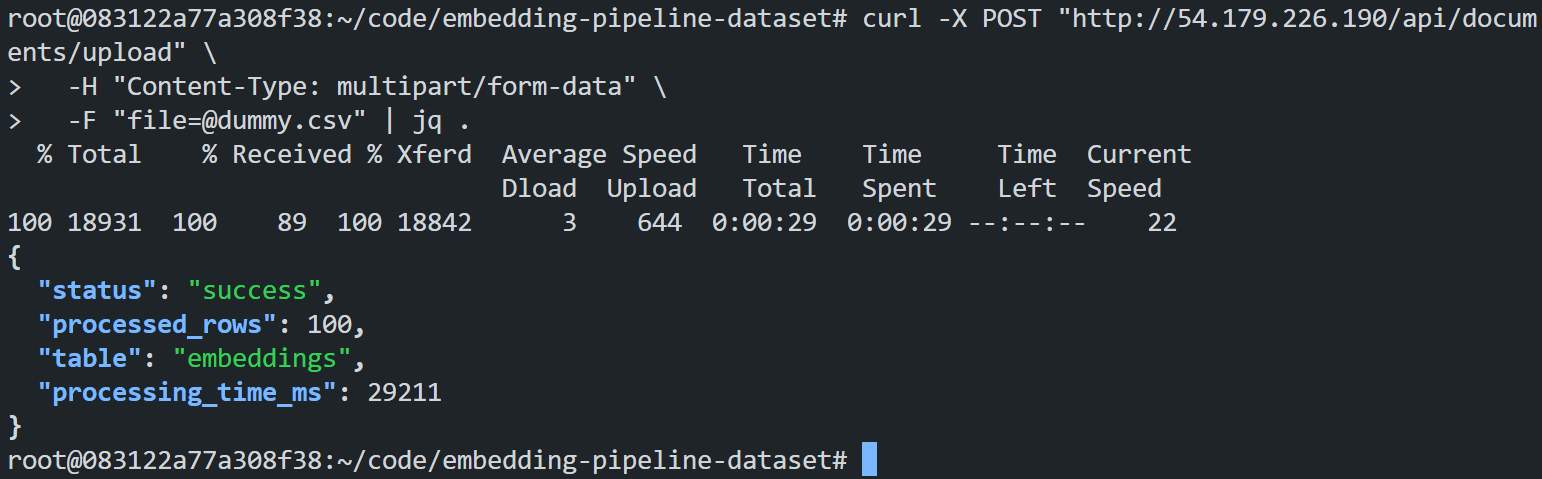 root@083122a77a308f38:~/code/embedding-pipeline-dataset# curl -X POST "http://54.179.226.190/api/docum
ents/upload" \
>   -H "Content-Type: multipart/form-data" \
>   -F "file=@dummy.csv" | jq .
  % Total    % Received % Xferd  Average Speed   Time    Time     Time  Current
                                 Dload  Upload   Total   Spent    Left  Speed
100 18931  100    89  100 18842      3    644  0:00:29  0:00:29 --:--:--    22
{
  "status": "success",
  "processed_rows": 100,
  "table": "embeddings",
  "processing_time_ms": 29211
}
root@083122a77a308f38:~/code/embedding-pipeline-dataset#